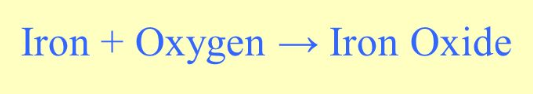 Iron + Oxygen → Iron Oxide